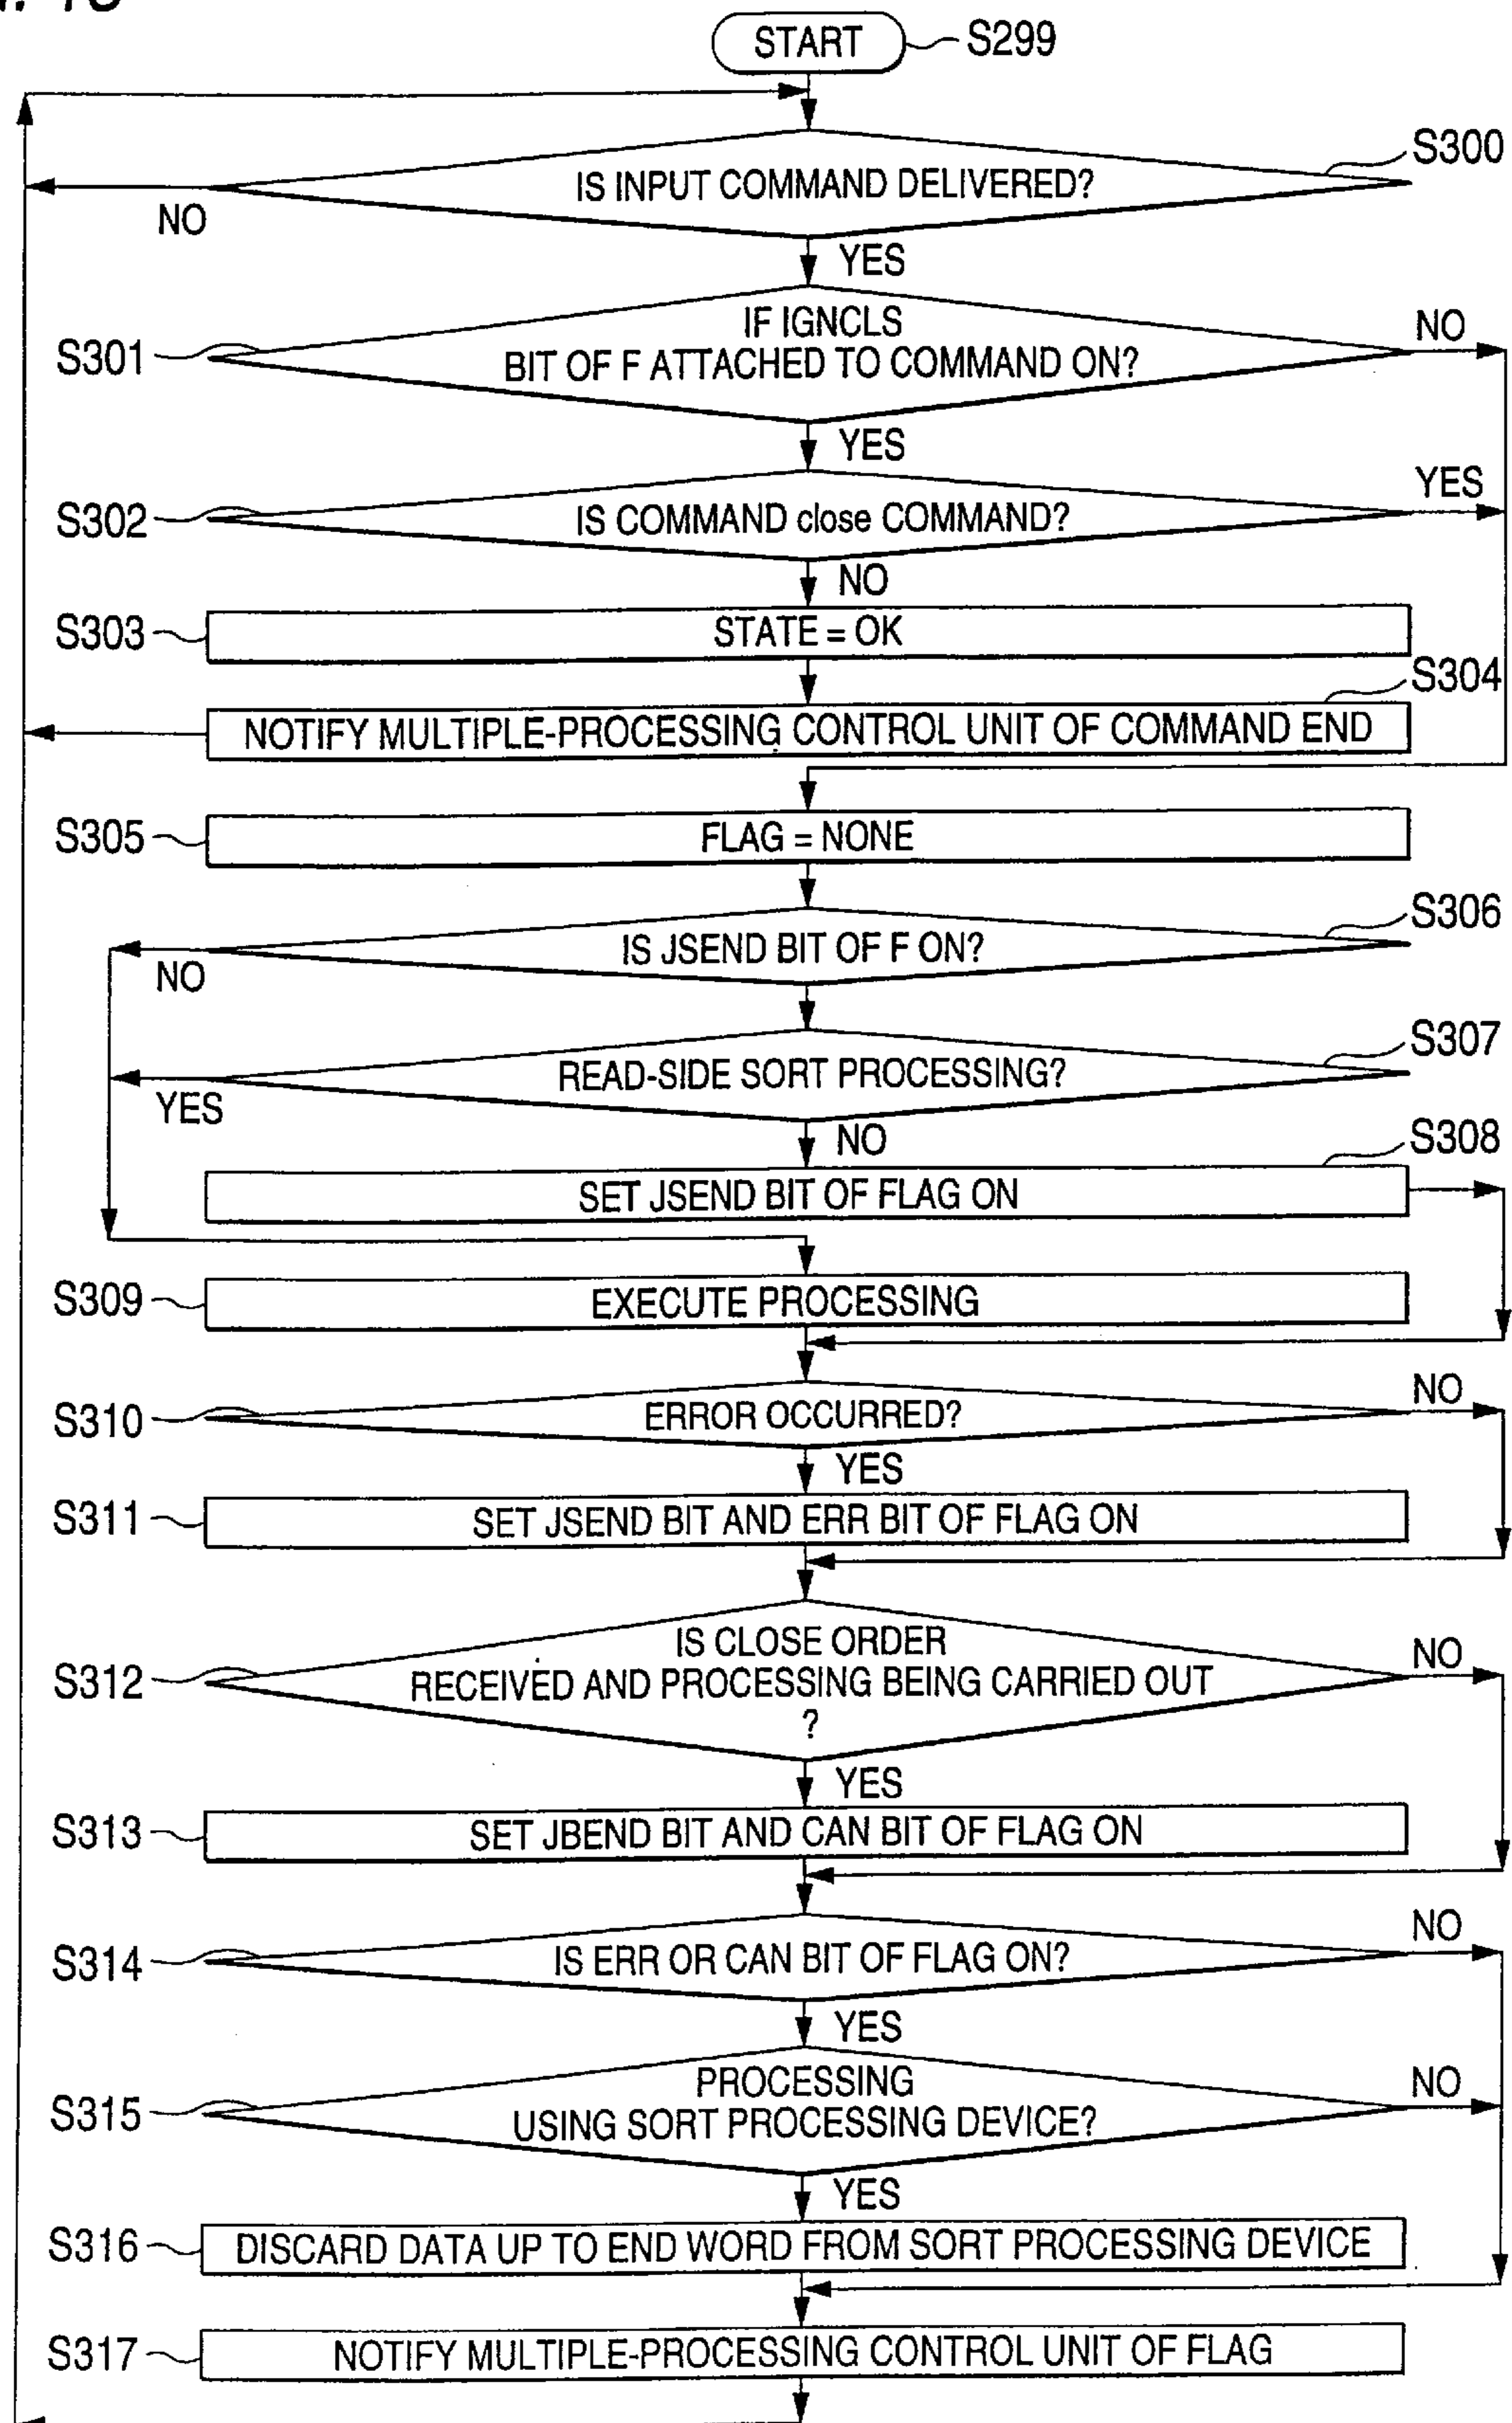 START
S299
S300
IS INPUT COMMAND DELIVERED?
NO
YES
S301
IF IGNCLS
BIT OF F ATTACHED TO COMMAND ON?
NO
YES
S302
IS COMMAND close COMMAND?
YES
NO
S303
STATE = OK
S304
NOTIFY MULTIPLE-PROCESSING CONTROL UNIT OF COMMAND END
S305
FLAG = NONE
S306
IS JSEND BIT OF F ON?
NO
S307
READ-SIDE SORT PROCESSING?
YES
NO
S308
SET JSEND BIT OF FLAG ON
S309
EXECUTE PROCESSING
S310
ERROR OCCURRED?
NO
YES
S311
SET JSEND BIT AND ERR BIT OF FLAG ON
S312
IS CLOSE ORDER
RECEIVED AND PROCESSING BEING CARRIED OUT
?
NO
YES
S313
SET JBEND BIT AND CAN BIT OF FLAG ON
S314
IS ERR OR CAN BIT OF FLAG ON?
NO
YES
S315
PROCESSING
USING SORT PROCESSING DEVICE?
NO
YES
S316
DISCARD DATA UP TO END WORD FROM SORT PROCESSING DEVICE
S317
NOTIFY MULTIPLE-PROCESSING CONTROL UNIT OF FLAG